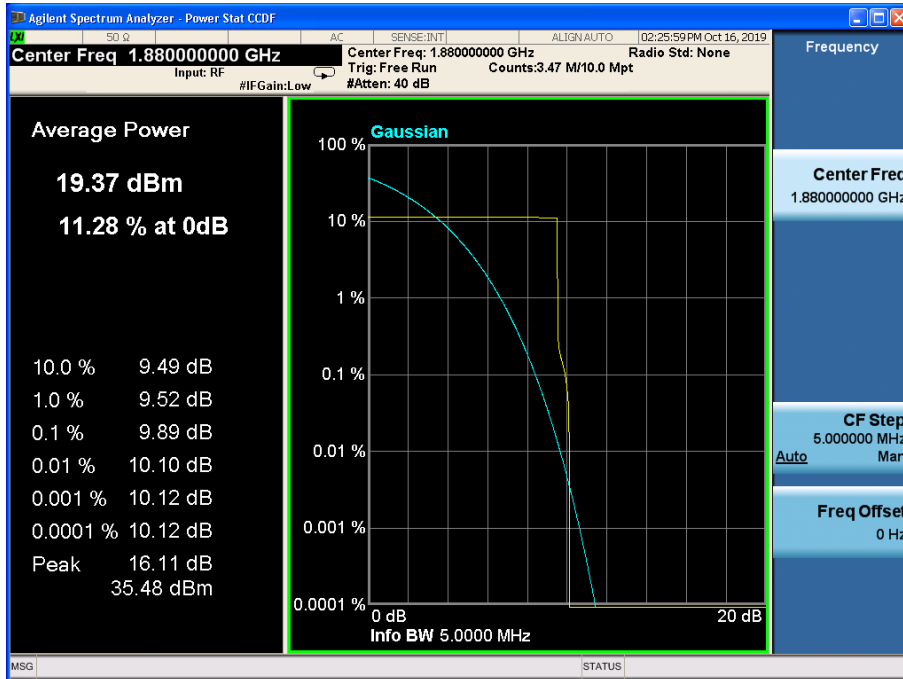 Agilent Spectrum Analyzer - Power Stat CCDF
LXI 50 Ω AC SENSE:INT ALIGN AUTO 02:25:59 PM Oct 16, 2019
Center Freq 1.880000000 GHz
Input: RF
#IFGain:Low
Center Freq: 1.880000000 GHz Radio Std: None
Trig: Free Run Counts:3.47 M/10.0 Mpt
#Atten: 40 dB
Average Power
19.37 dBm
11.28 % at 0dB
10.0 % 9.49 dB
1.0 % 9.52 dB
0.1 % 9.89 dB
0.01 % 10.10 dB
0.001 % 10.12 dB
0.0001 % 10.12 dB
Peak 16.11 dB
35.48 dBm
Gaussian
100 %
10 %
1 %
0.1 %
0.01 %
0.001 %
0.0001 %
0 dB 20 dB
Info BW 5.0000 MHz
Frequency
Center Freq
1.880000000 GHz
CF Step
5.000000 MHz
Auto Man
Freq Offset
0 Hz
MSG STATUS